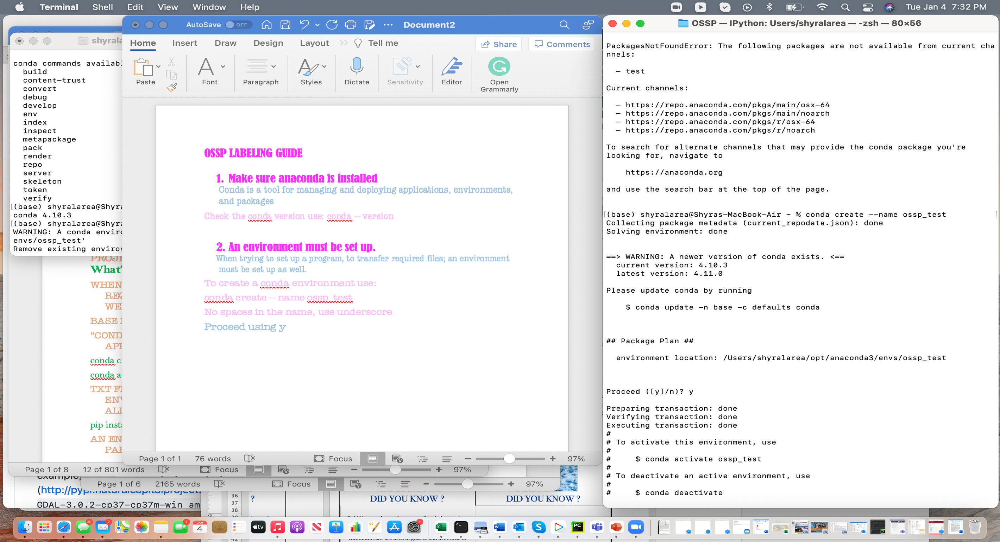 Terminal Shell Edit View Window Help
Tue Jan 4 7:32 PM
shyrala
conda commands availabl
build
content-trust
convert
debug
develop
env
index
inspect
metapackage
pack
render
repo
server
skeleton
token
verify
[(base) shyralarea@Shyra
conda 4.10.3
[(base) shyralarea@Shyra
WARNING: A conda enviro
envs/ossp_test'
Remove existing environ
PROJE
What'
WHEN
REQ
WEL
BASE
"COND
APP
conda c
conda a
TXT FI
ENV
ALI
pip insta
AN EN
PAR
Page 1 of 8 12 of 801 words Focus 97%
Page 1 of 6 2165 words Focus 97%
example,
(http://pypi.naturalcapitalproject.
GDAL-3.0.2-cp37-cp37m-win_am
AutoSave OFF Document2
Home Insert Draw Design Layout Tell me Share Comments
Paste Font Paragraph Styles Dictate Sensitivity Editor Open
Grammarly
OSSP LABELING GUIDE
1. Make sure anaconda is installed
Conda is a tool for managing and deploying applications, environments,
and packages
Check the conda version use: conda -- version
2. An environment must be set up.
When trying to set up a program, to transfer required files; an environment
must be set up as well.
To create a conda environment use:
conda create -- name ossp_test
No spaces in the name, use underscore
Proceed using y
Page 1 of 1 76 words Focus 97%
36
37
38
42
?
DID YOU KNOW ?
DID YOU KNOW ?
OSSP — IPython: Users/shyralarea — -zsh — 80×56
PackagesNotFoundError: The following packages are not available from current cha
nnels:
- test
Current channels:
- https://repo.anaconda.com/pkgs/main/osx-64
- https://repo.anaconda.com/pkgs/main/noarch
- https://repo.anaconda.com/pkgs/r/osx-64
- https://repo.anaconda.com/pkgs/r/noarch
To search for alternate channels that may provide the conda package you're
looking for, navigate to
https://anaconda.org
and use the search bar at the top of the page.
[(base) shyralarea@Shyras-MacBook-Air ~ % conda create --name ossp_test ]
Collecting package metadata (current_repodata.json): done
Solving environment: done
==> WARNING: A newer version of conda exists. <==
current version: 4.10.3
latest version: 4.11.0
Please update conda by running
$ conda update -n base -c defaults conda
## Package Plan ##
environment location: /Users/shyralarea/opt/anaconda3/envs/ossp_test
Proceed ([y]/n)? y
Preparing transaction: done
Verifying transaction: done
Executing transaction: done
#
# To activate this environment, use
#
# $ conda activate ossp_test
#
# To deactivate an active environment, use
#
# $ conda deactivate
30 7 1 JAN 4 tv 1 X W O S PC P